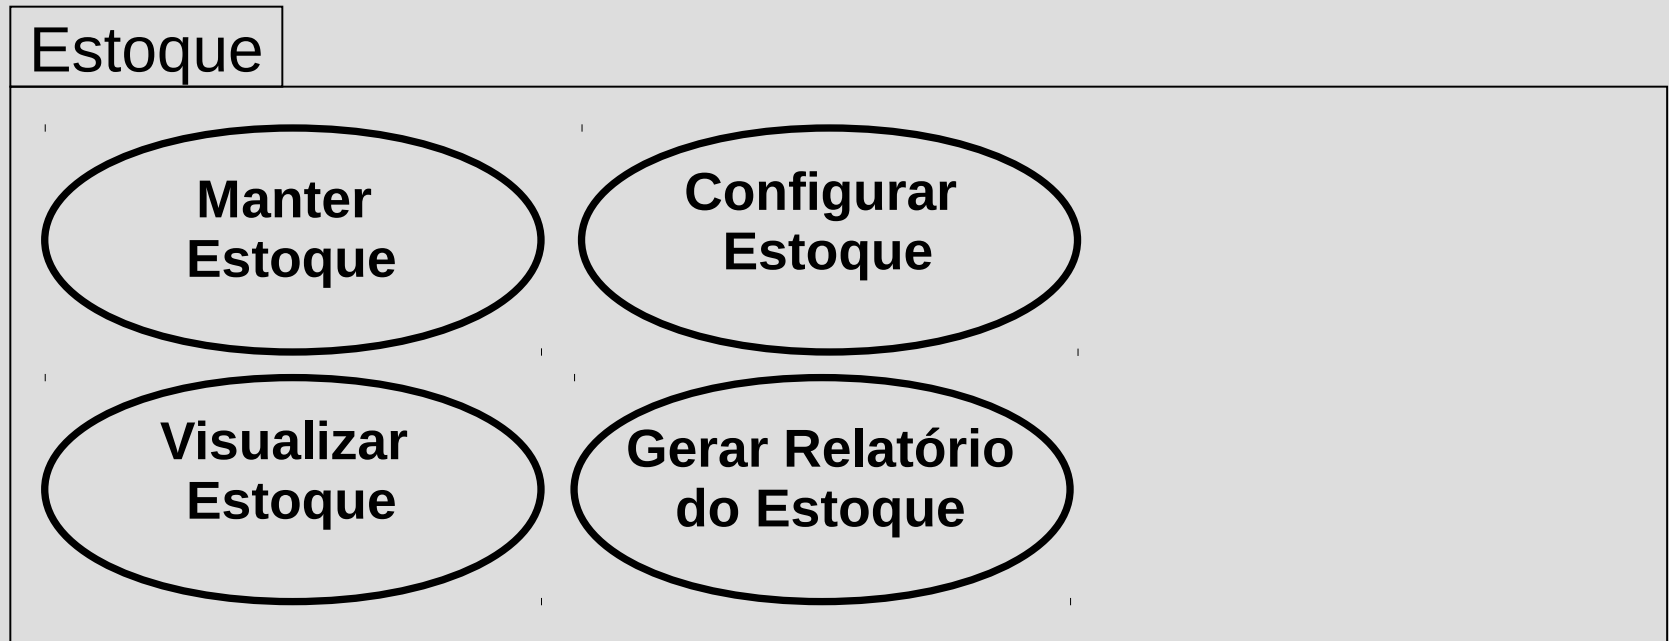 Estoque
Manter
Estoque
Configurar
Estoque
Visualizar
Estoque
Gerar Relatório
do Estoque